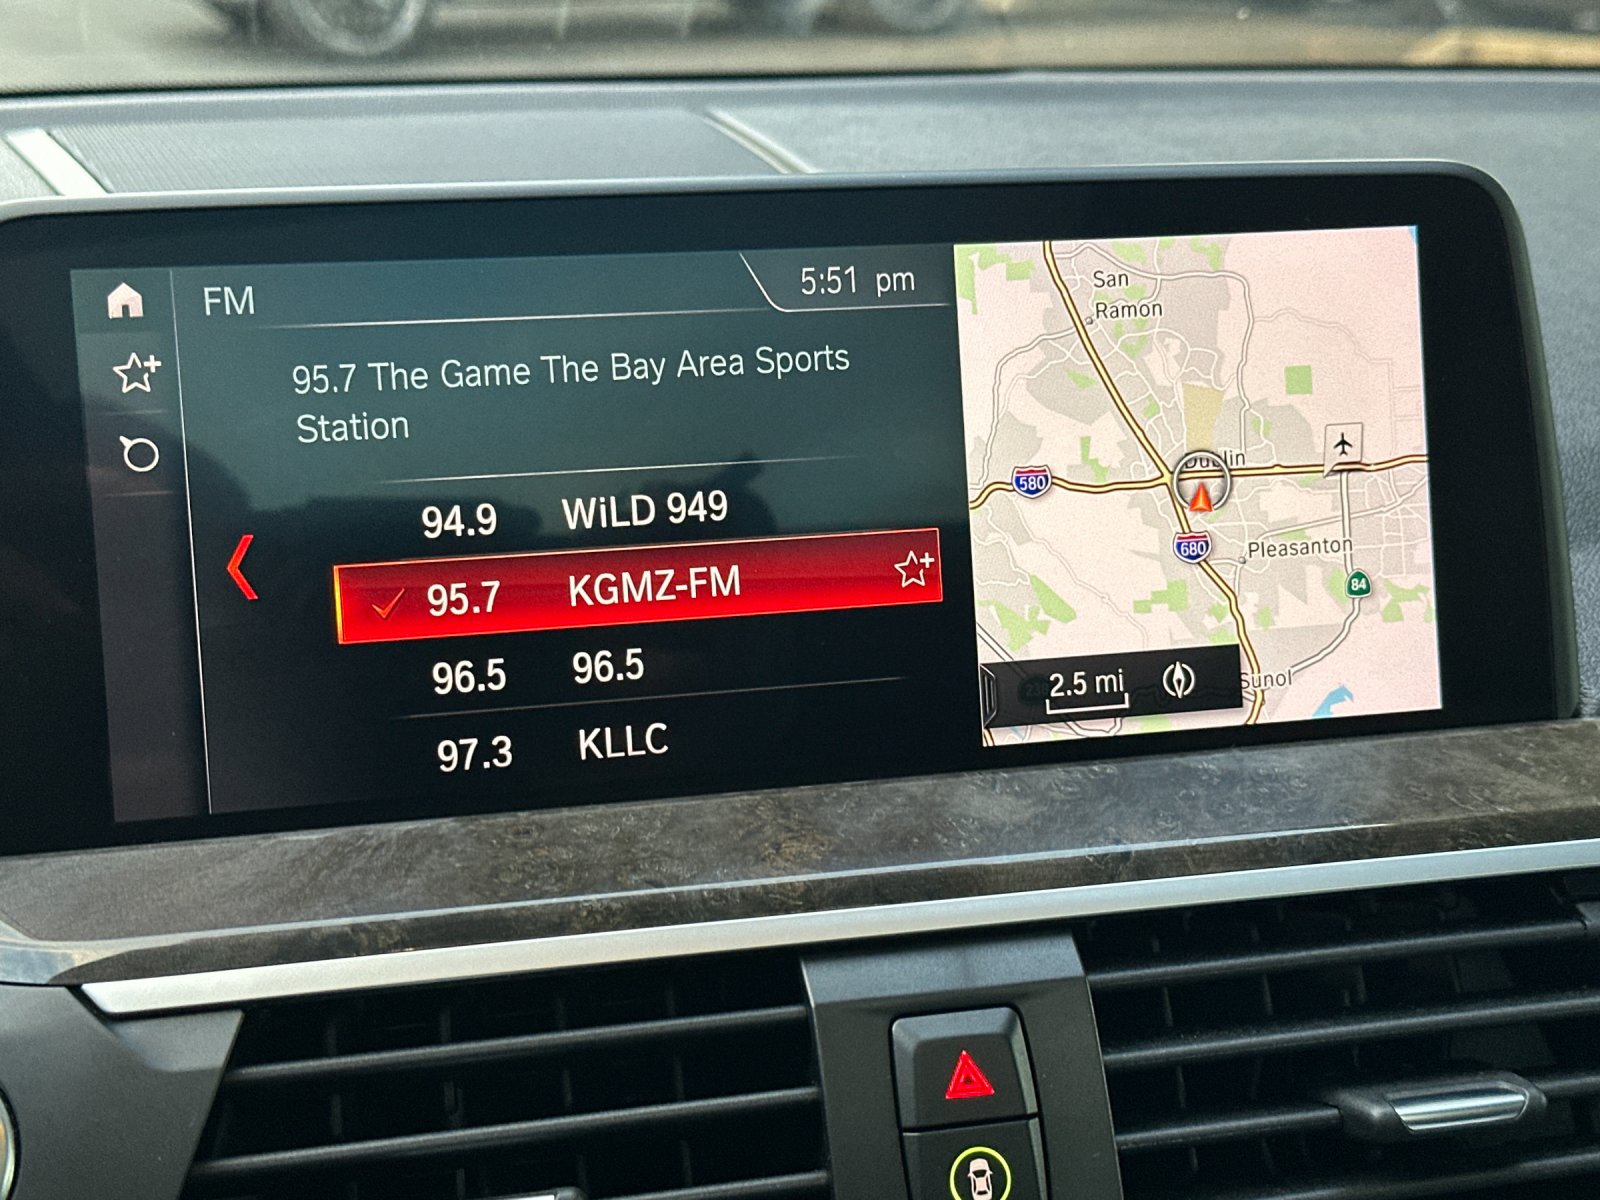 FM
5:51 pm
95.7 The Game The Bay Area Sports
Station
94.9 WiLD 949
95.7 KGMZ-FM
96.5 96.5
97.3 KLLC
San
Ramon
Dublin
580
680
Pleasanton
84
Sunol
2.5 mi